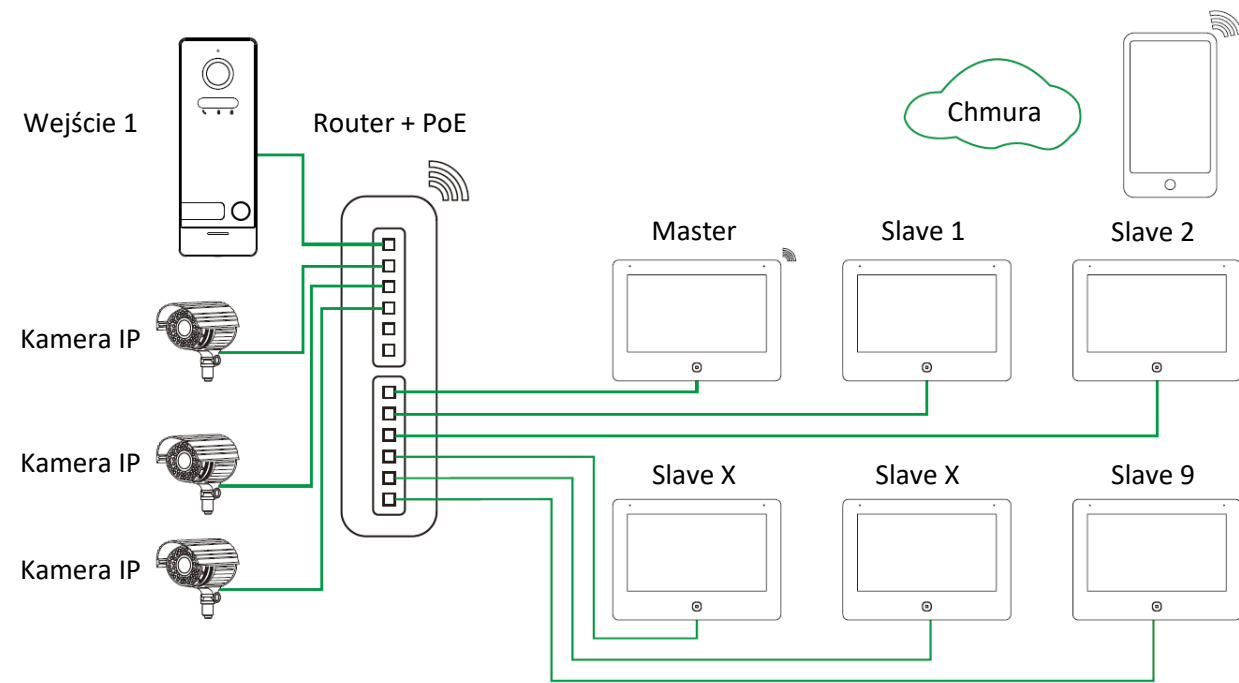 Wejście 1
Router + PoE
Chmura
Master
Slave 1
Slave 2
Kamera IP
Kamera IP
Slave X
Slave X
Slave 9
Kamera IP